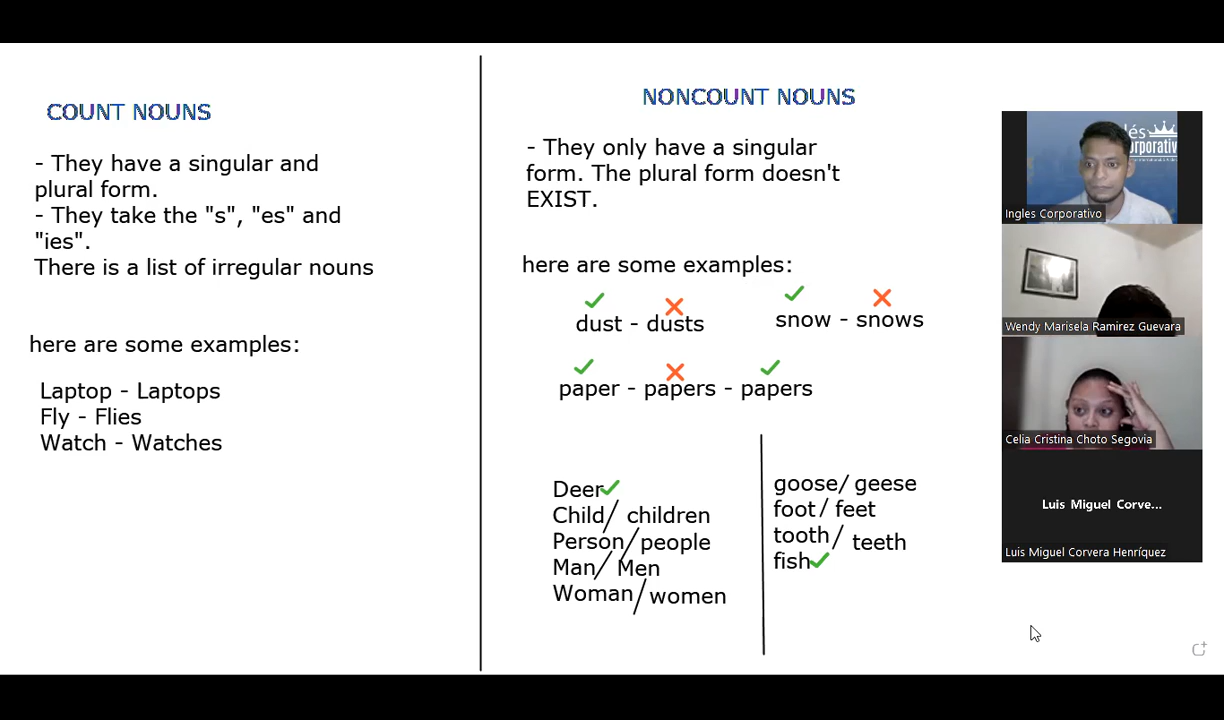 COUNT NOUNS
- They have a singular and
plural form.
- They take the "s", "es" and
"ies".
There is a list of irregular nouns
here are some examples:
Laptop - Laptops
Fly - Flies
Watch - Watches
NONCOUNT NOUNS
- They only have a singular
form. The plural form doesn't
EXIST.
here are some examples:
dust - dusts
snow - snows
paper - papers - papers
Deer
Child/ children
Person/people
Man/ Men
Woman/women
goose/ geese
foot/ feet
tooth/ teeth
fish
Ingles Corporativo
Wendy Marisela Ramirez Guevara
Celia Cristina Choto Segovia
Luis Miguel Corve...
Luis Miguel Corvera Henríquez